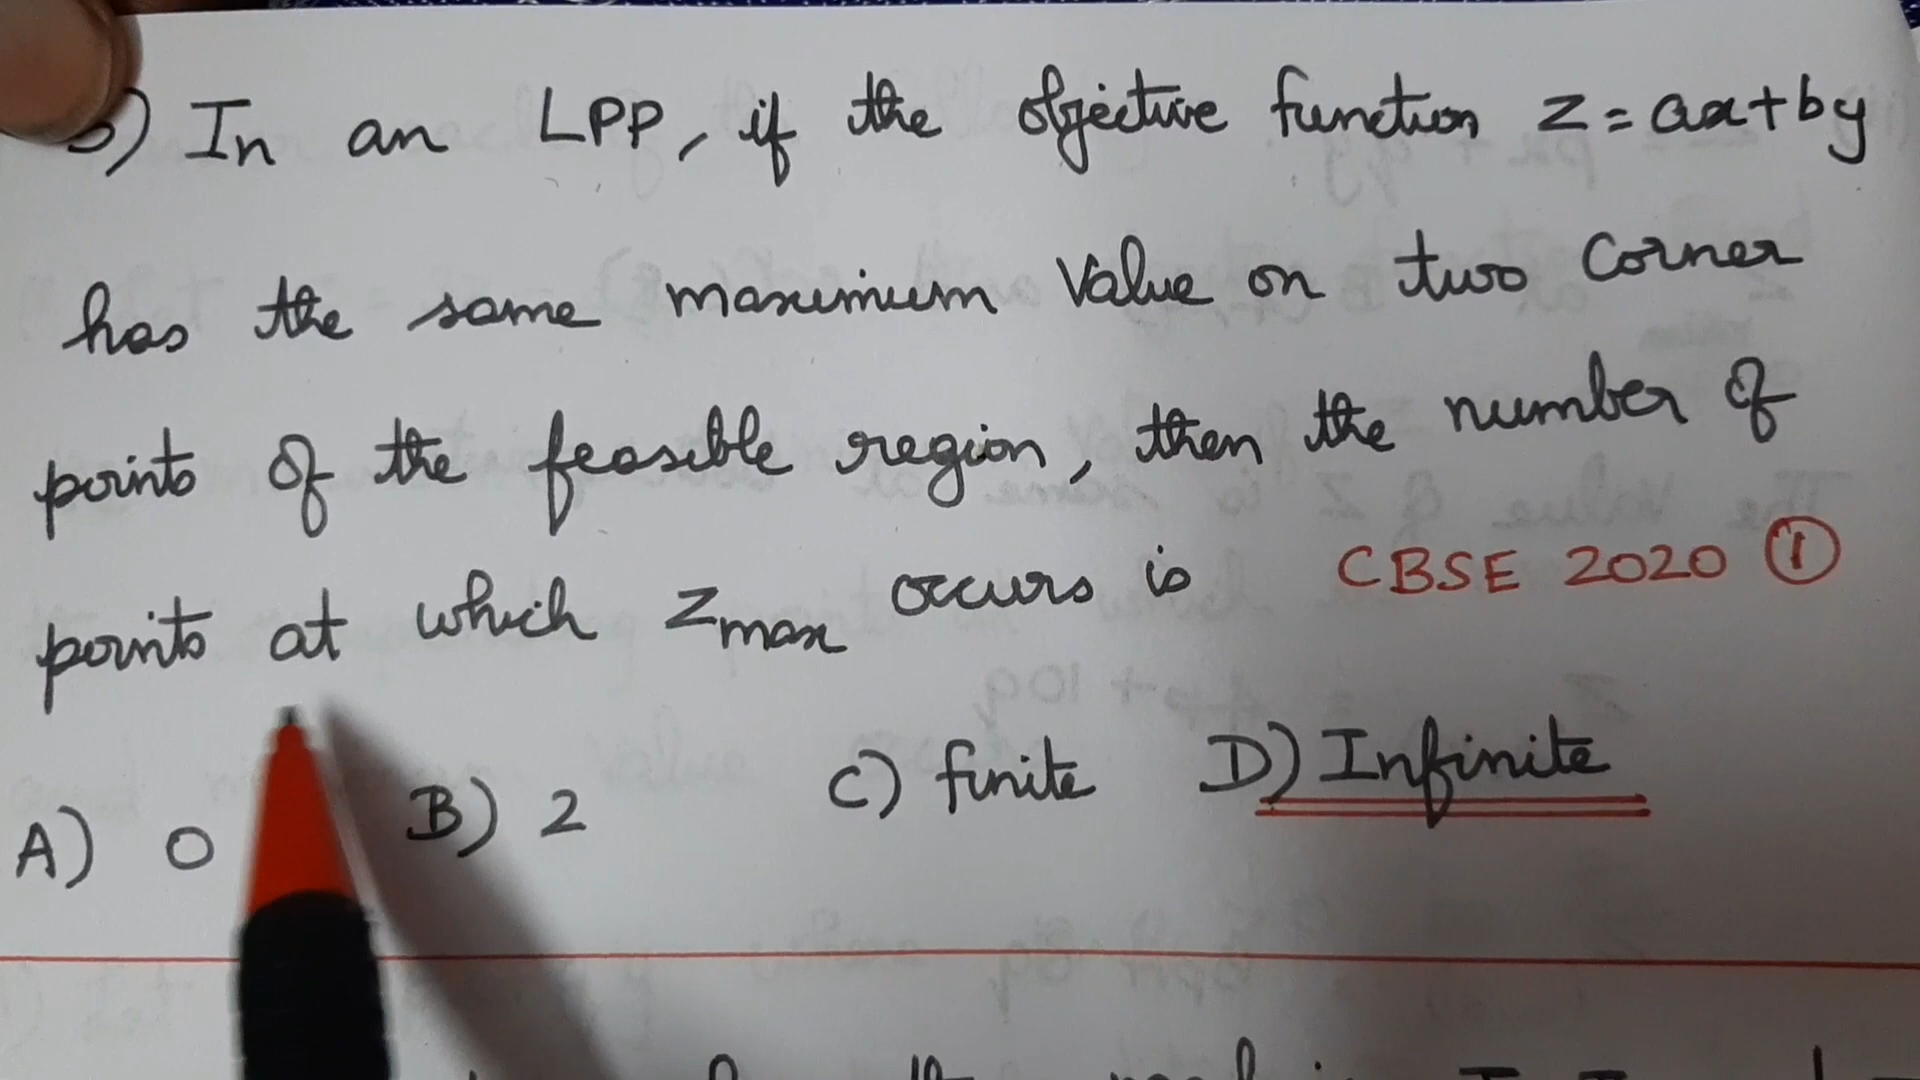 ) In an LPP, if the objective function z = ax + by
has the same maximum value on two corner
points of the feasible region, then the number of
points at which Zmax occurs is CBSE 2020 ①
A) 0 B) 2 C) finite D) Infinite